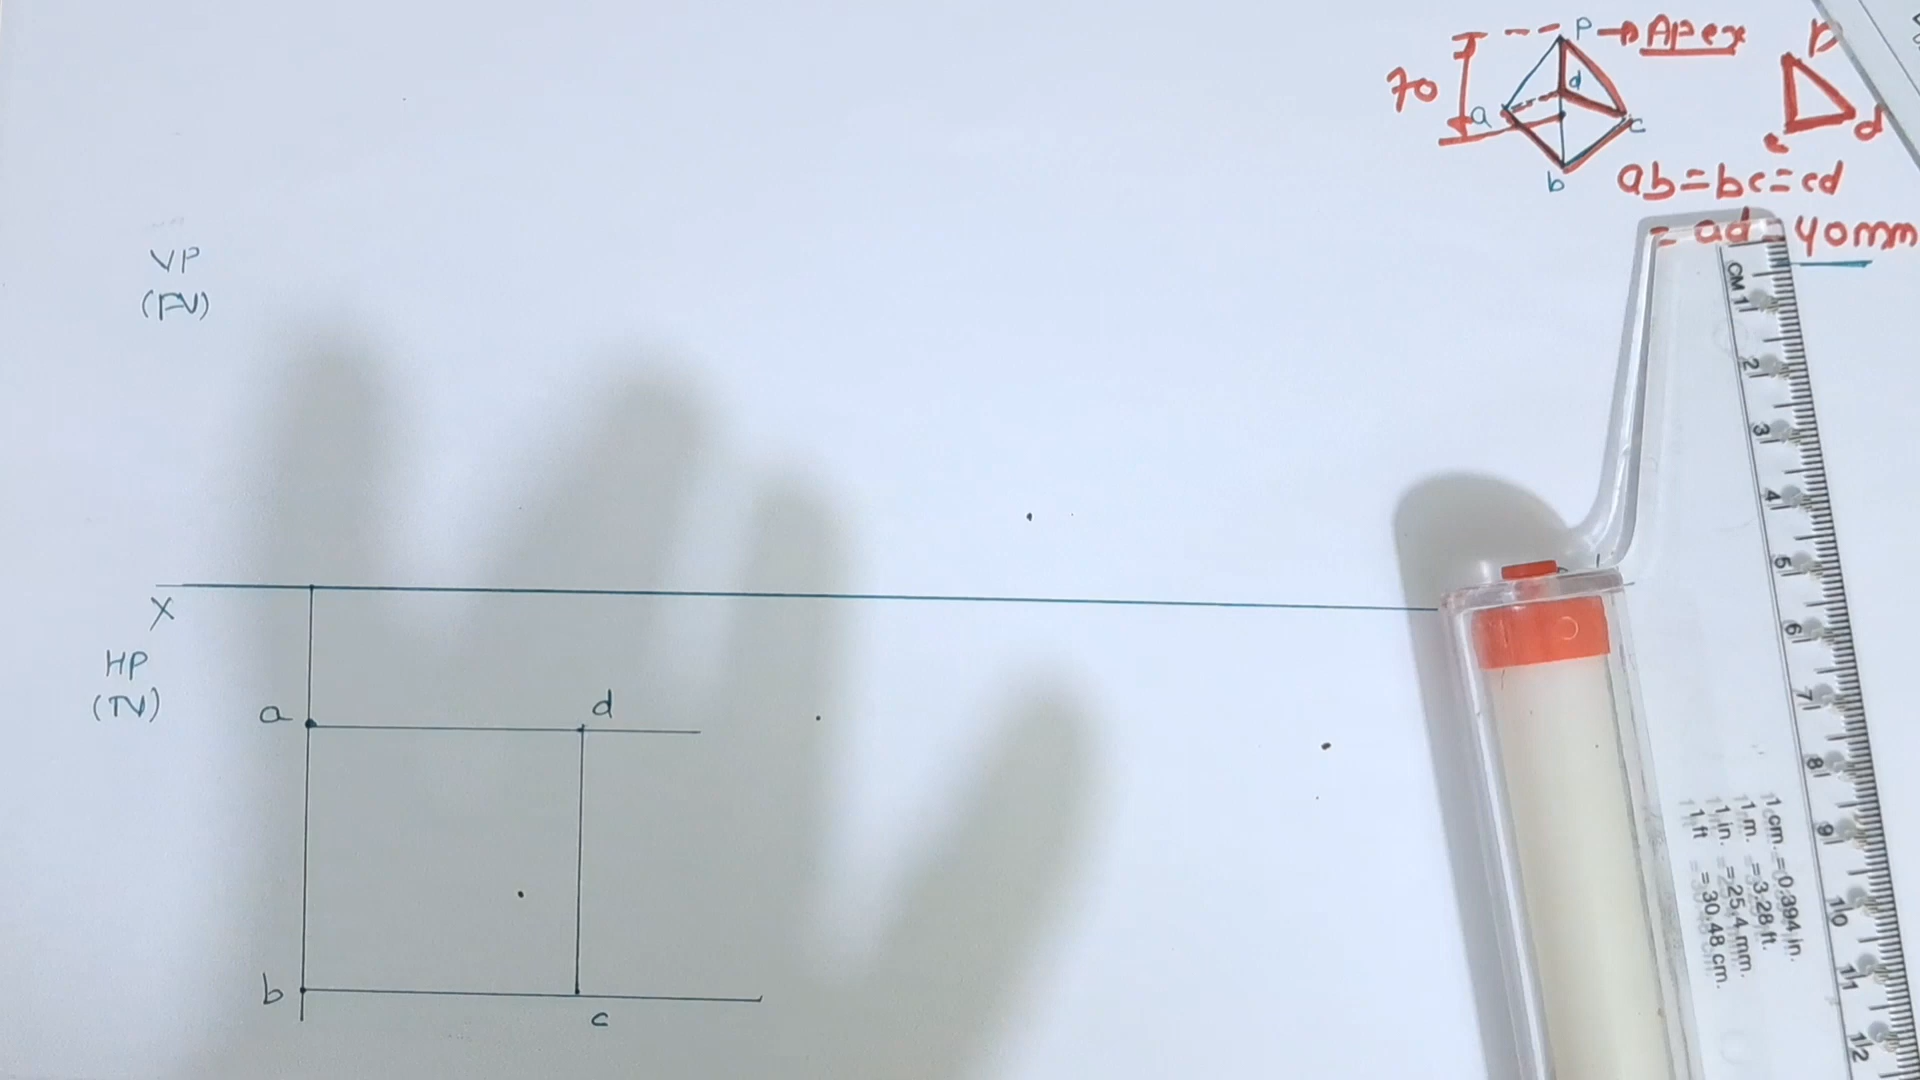 P → Apex
70
d
a
c
b
d
ab = bc = cd
= ad = 40mm
VP
(FV)
X
HP
(TV)
a
d
b
c
CM 1 2 3 4 5 6 7 8 9 10 11 12
1 cm. = 0.394 in.
1 m. = 3.28 ft.
1 in. = 25.4 mm.
1 ft = 30.48 cm.